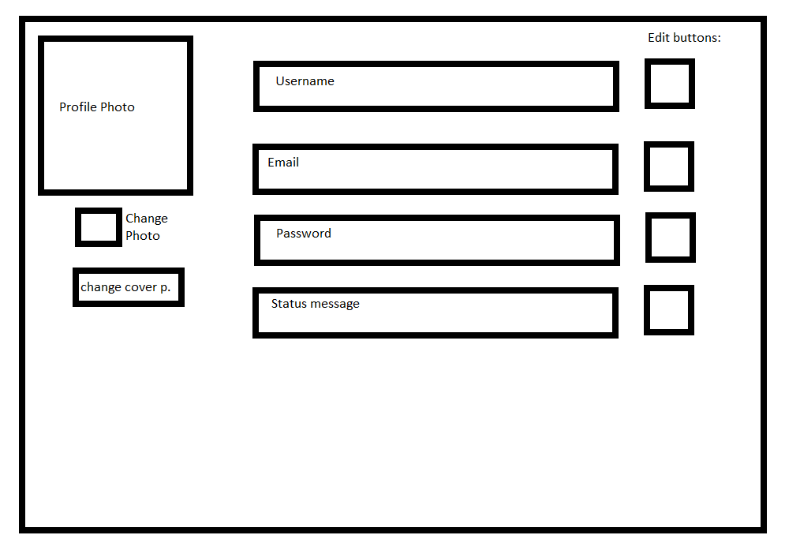 Edit buttons:
Profile Photo
Username
Email
Change
Photo
Password
change cover p.
Status message